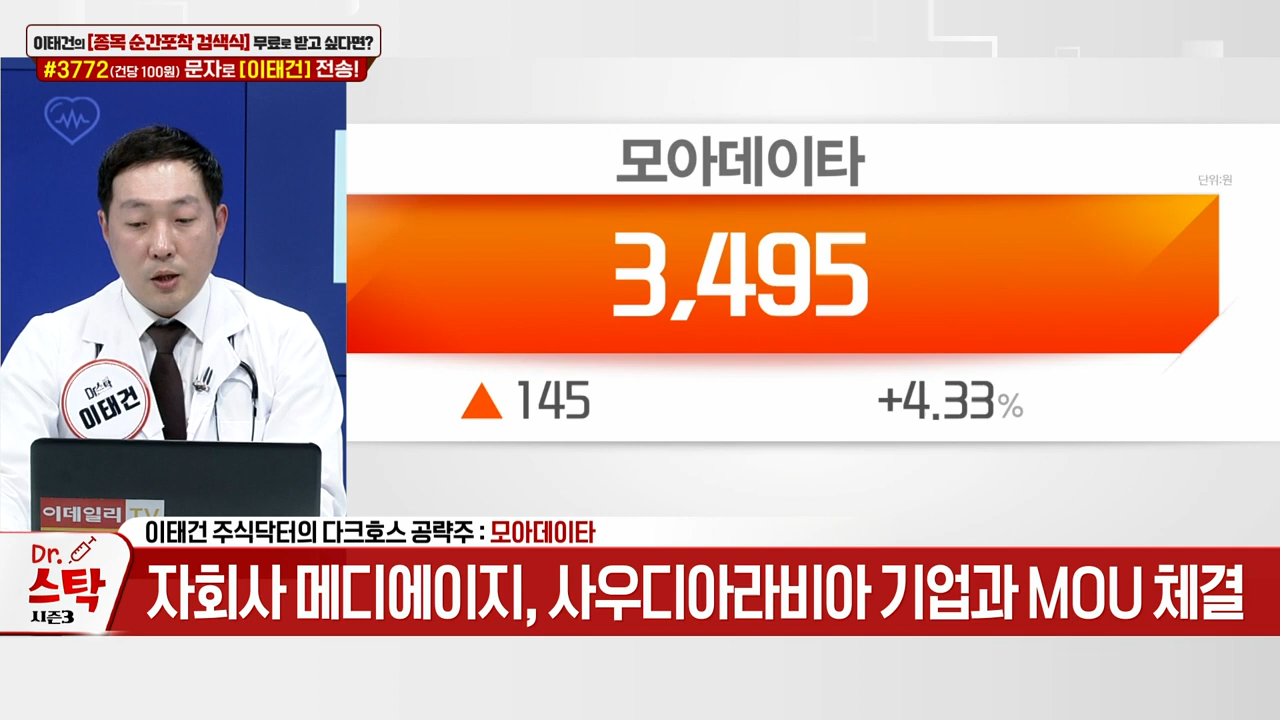 이태건의 [종목 순간포착 검색식] 무료로 받고 싶다면?
#3772(건당 100원) 문자로 [이태건] 전송!
모아데이타
단위:원
3,495
▲ 145
+4.33%
Dr.스탁
이태건
이데일리 TV
이태건 주식닥터의 다크호스 공략주 : 모아데이타
Dr.
스탁
시즌3
자회사 메디에이지, 사우디아라비아 기업과 MOU 체결